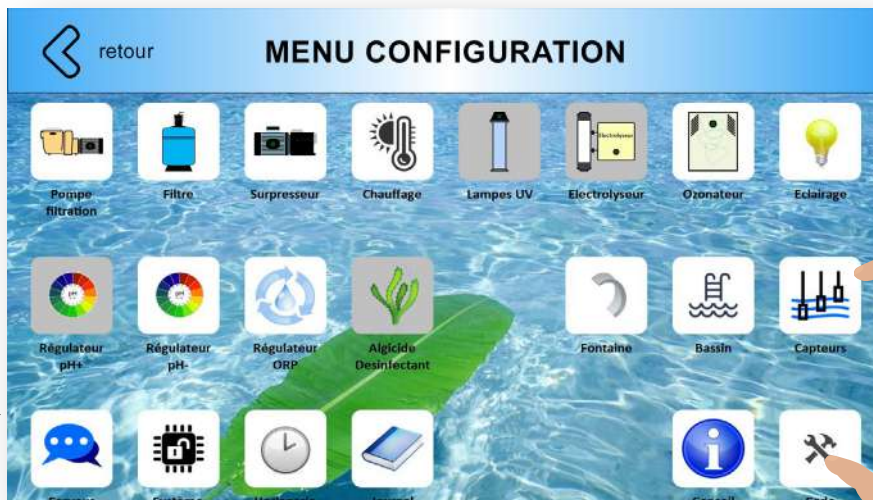 retour
MENU CONFIGURATION
Pompe
filtration
Filtre
Surpresseur
Chauffage
Lampes UV
Electrolyseur
Electrolyseur
Ozonateur
Eclairage
pH
pH
Régulateur
pH+
Régulateur
pH-
Régulateur
ORP
Algicide
Desinfectant
Fontaine
Bassin
Capteurs